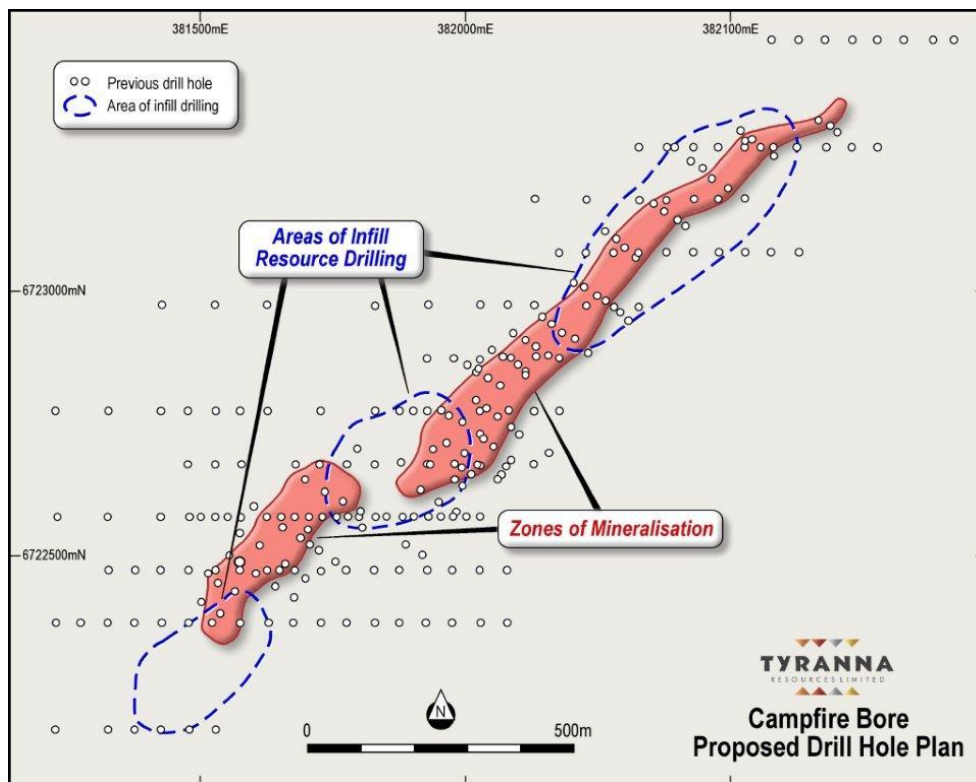 381500mE
382000mE
382100mE
Previous drill hole
Area of infill drilling
Areas of Infill
Resource Drilling
6723000mN
Zones of Mineralisation
6722500mN
N
0
500m
TYRANNA
RESOURCES LIMITED
Campfire Bore
Proposed Drill Hole Plan